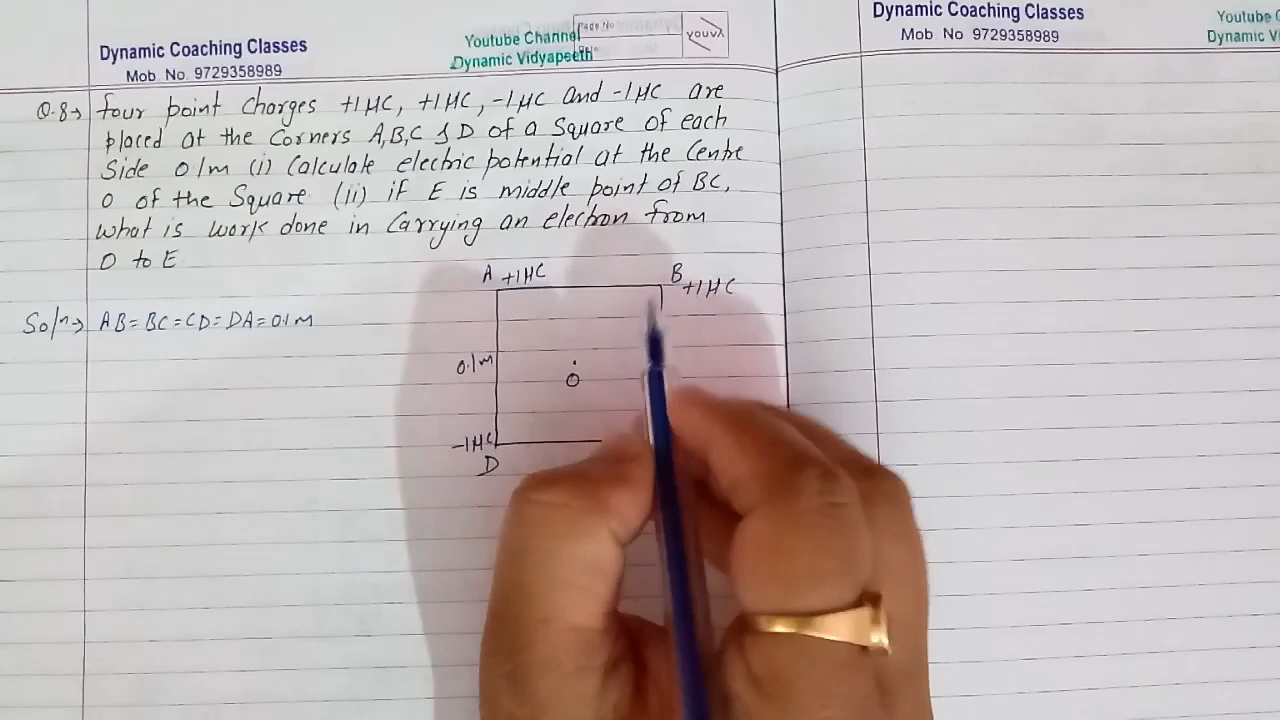 Dynamic Coaching Classes
Mob No. 9729358989
Youtube Channel
Dynamic Vidyapeeth
Page No
youva
Dynamic Coaching Classes
Mob No 9729358989
Youtube C
Dynamic Vi
Q.8→ four point charges +1μC, +1μC, -1μC and -1μC are
placed at the Corners A,B,C & D of a Square of each
Side 0.1m (i) Calculate electric potential at the Centre
O of the Square (ii) if E is middle point of BC,
what is work done in Carrying an electron from
O to E
Soln→ AB=BC=CD=DA=0.1m
A +1μC
B
+1μC
0.1m
O
-1μC
D